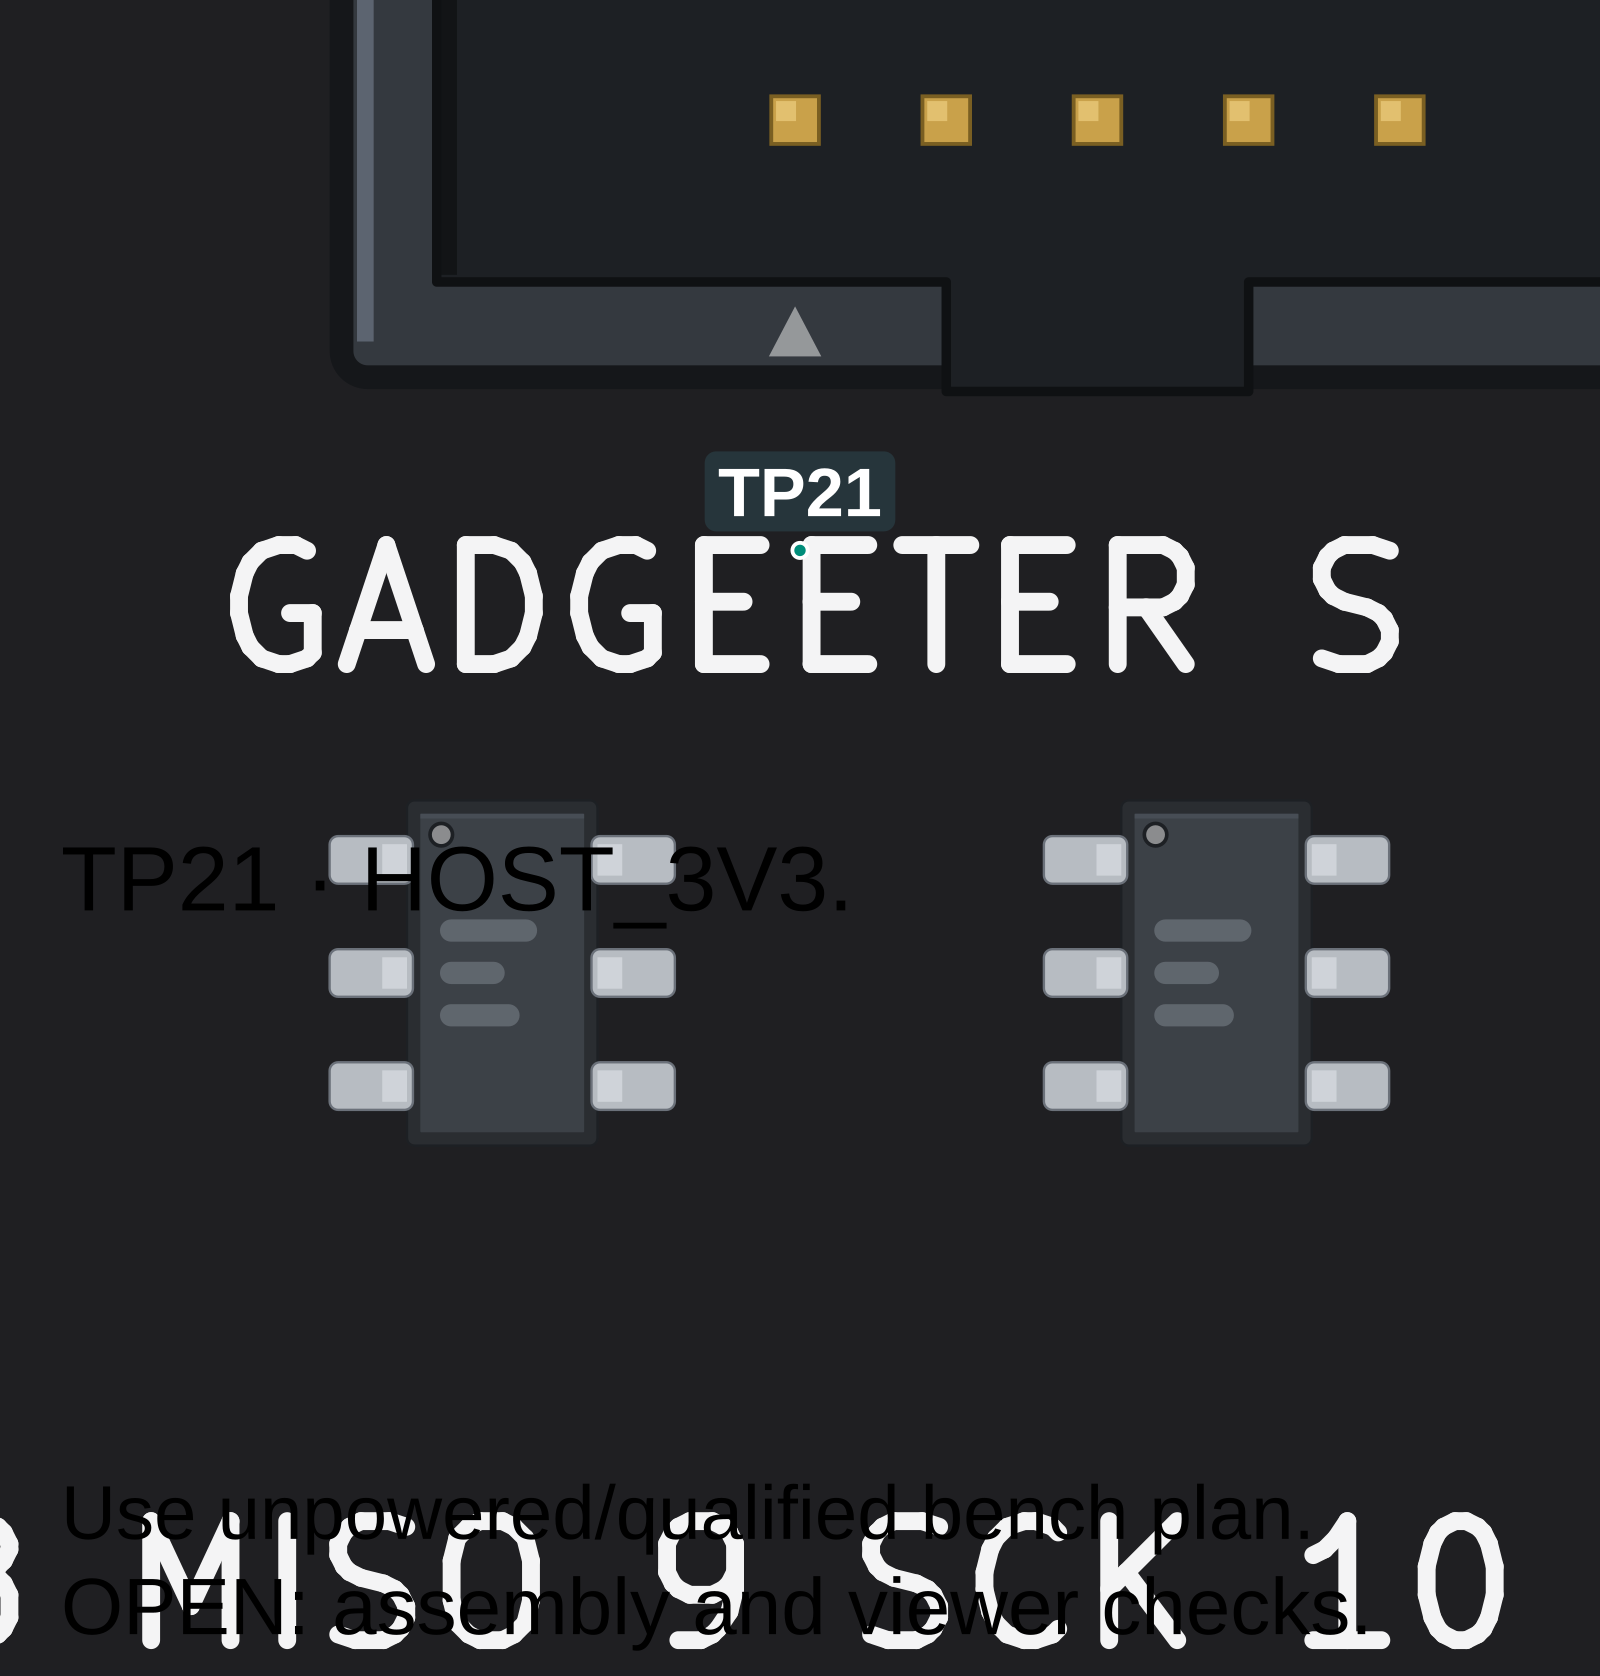 TP21
GADGEETER S
TP21 · HOST_3V3.
Use unpowered/qualified bench plan.
MISO 9 SCK 10
OPEN: assembly and viewer checks.